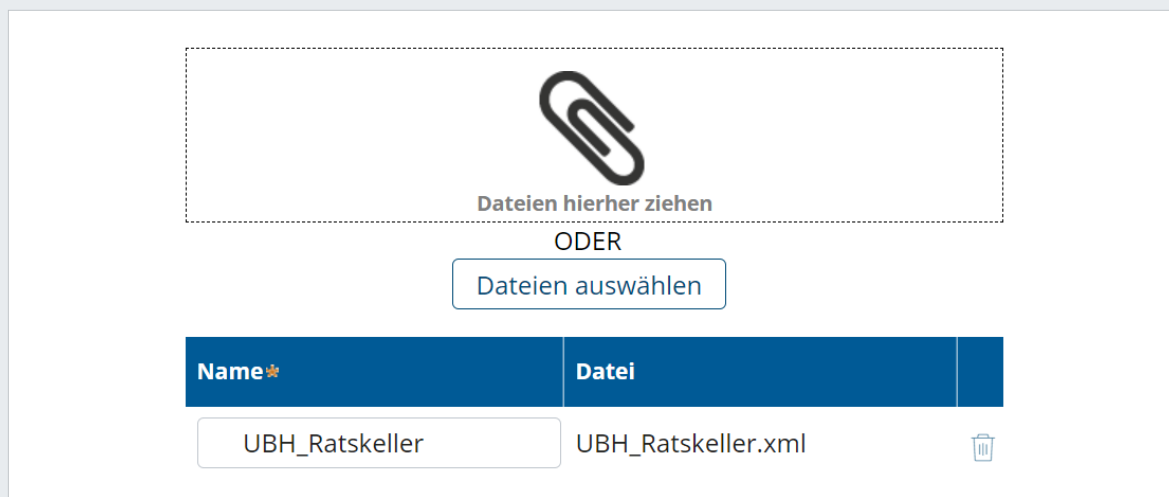 Dateien hierher ziehen
ODER
Dateien auswählen
Name* Datei
UBH_Ratskeller UBH_Ratskeller.xml